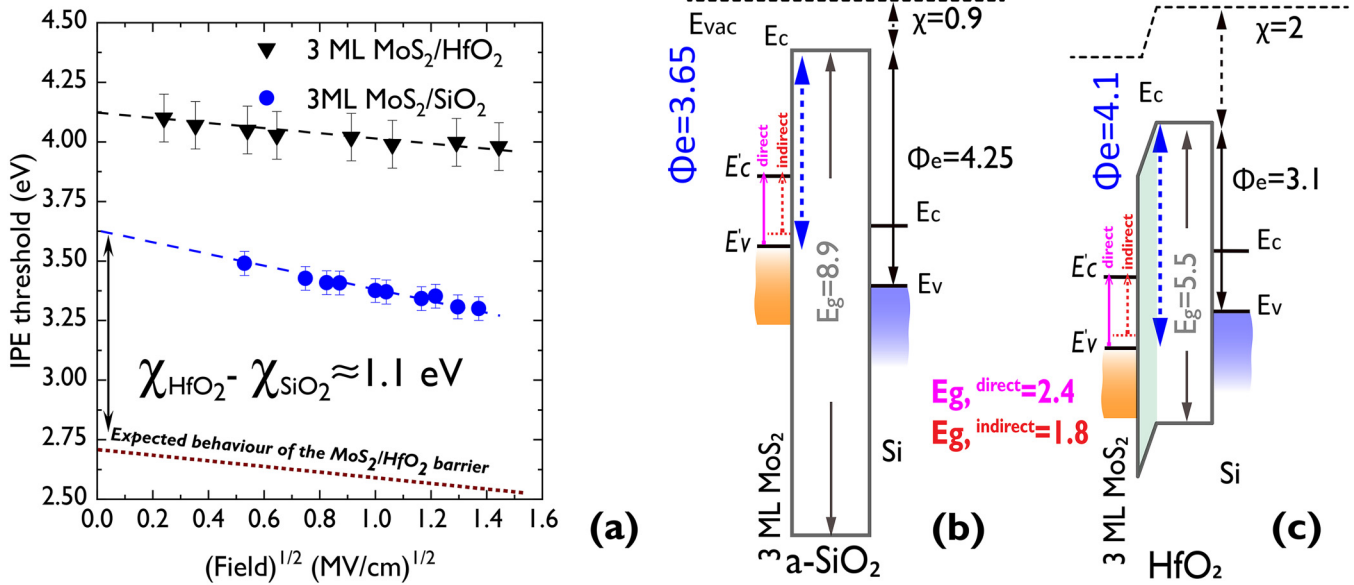 4.50
4.25
4.00
3.75
3.50
3.25
3.00
2.75
2.50
IPE threshold (eV)
3 ML MoS₂/HfO₂
3ML MoS₂/SiO₂
χHfO₂- χSiO₂≈1.1 eV
Expected behaviour of the MoS₂/HfO₂ barrier
0.0 0.2 0.4 0.6 0.8 1.0 1.2 1.4 1.6
(Field)^1/2 (MV/cm)^1/2
(a)
Evac
Ec
χ=0.9
Φe=3.65
direct
indirect
E'c
E'v
Eg=8.9
Φe=4.25
Ec
Ev
Eg, direct=2.4
Eg, indirect=1.8
3 ML MoS₂
Si
a-SiO₂
(b)
χ=2
Ec
Φe=4.1
direct
indirect
E'c
E'v
Eg=5.5
Φe=3.1
Ec
Ev
3 ML MoS₂
Si
HfO₂
(c)